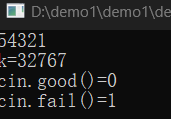 D:\demo1\demo1\de
54321
k=32767
cin.good()=0
cin.fail()=1